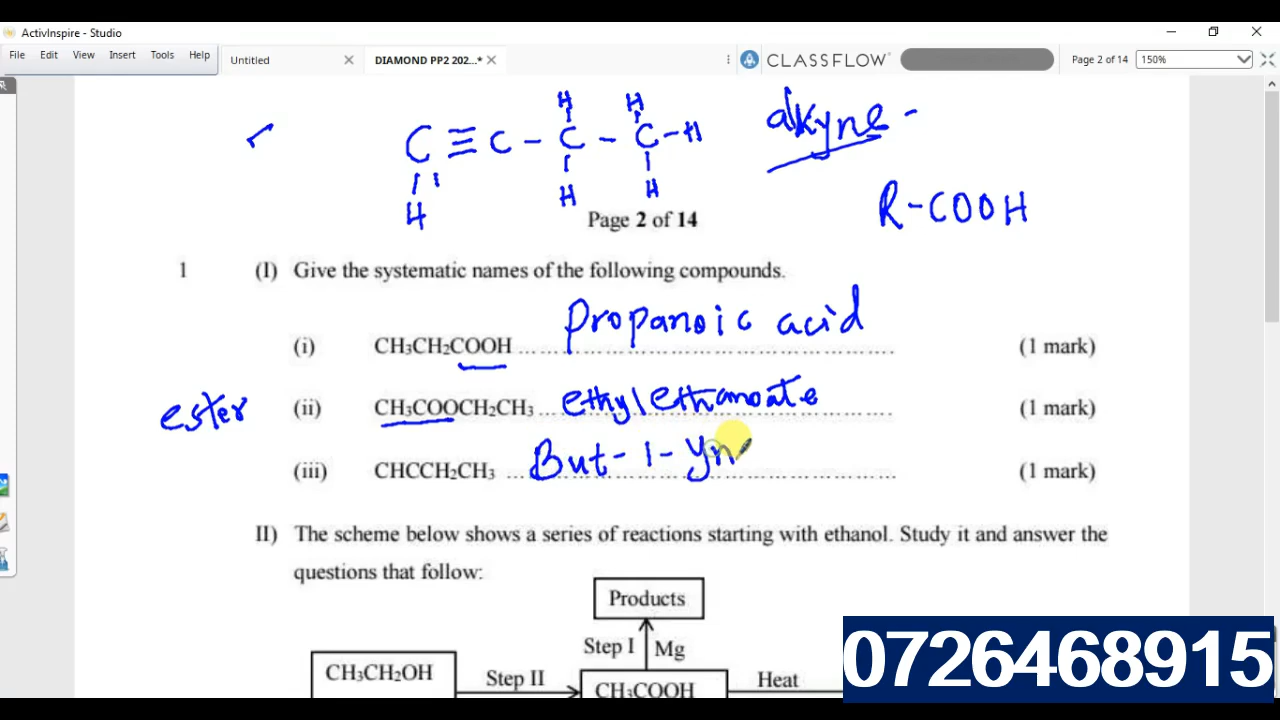 ActivInspire - Studio
File Edit View Insert Tools Help
Untitled
DIAMOND PP2 202...*
CLASSFLOW
Page 2 of 14
150%
H H
C ≡ C - C - C - H
H H H
alkyne -
R - COOH
Page 2 of 14
1 (I) Give the systematic names of the following compounds.
(i) CH₃CH₂COOH Propanoic acid (1 mark)
ester (ii) CH₃COOCH₂CH₃ ethylethanoate (1 mark)
(iii) CHCCH₂CH₃ But-1-Yn (1 mark)
II) The scheme below shows a series of reactions starting with ethanol. Study it and answer the
questions that follow:
Products
Step I Mg
CH₃CH₂OH Step II CH₃COOH Heat
0726468915